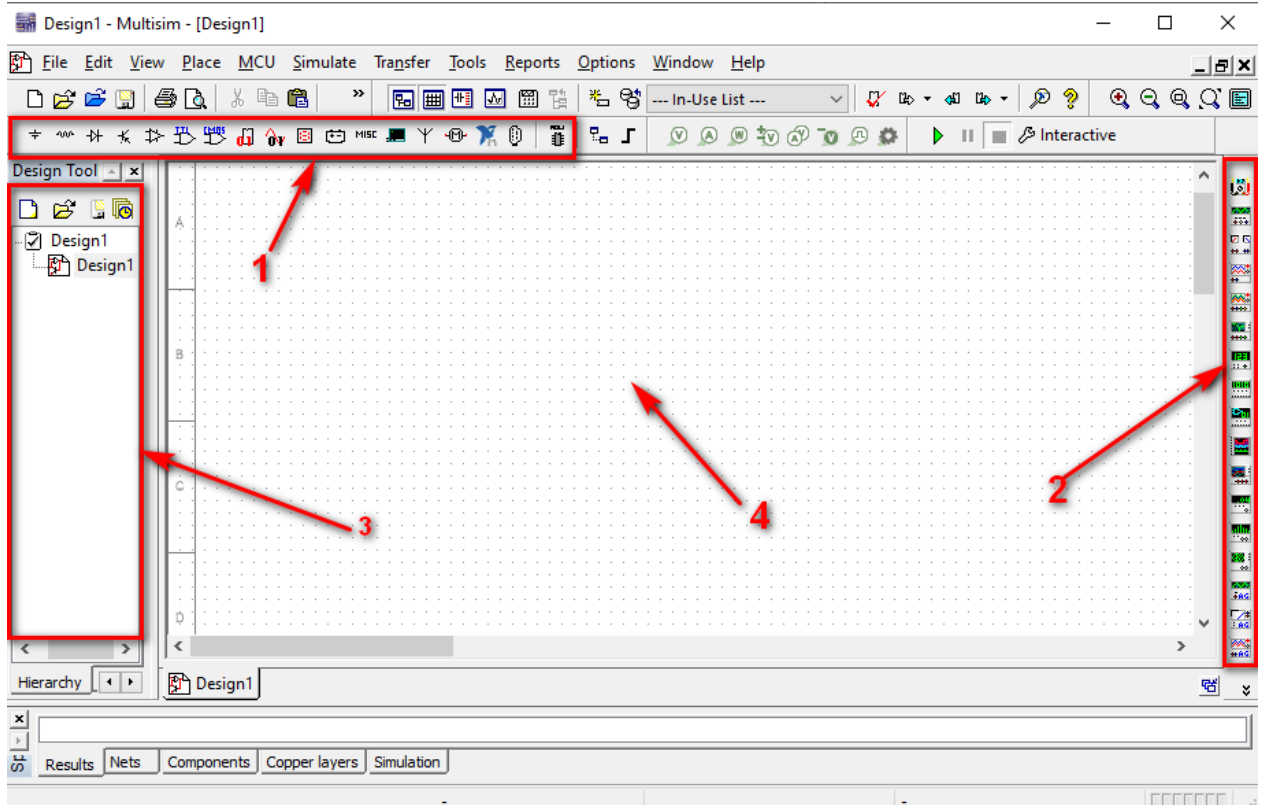 Design1 - Multisim - [Design1]
File Edit View Place MCU Simulate Transfer Tools Reports Options Window Help
» --- In-Use List ---
MISC Interactive
Design Tool
A
1
Design1
Design1
B
C
2
4
3
D
Hierarchy Design1
Results Nets Components Copper layers Simulation
- -